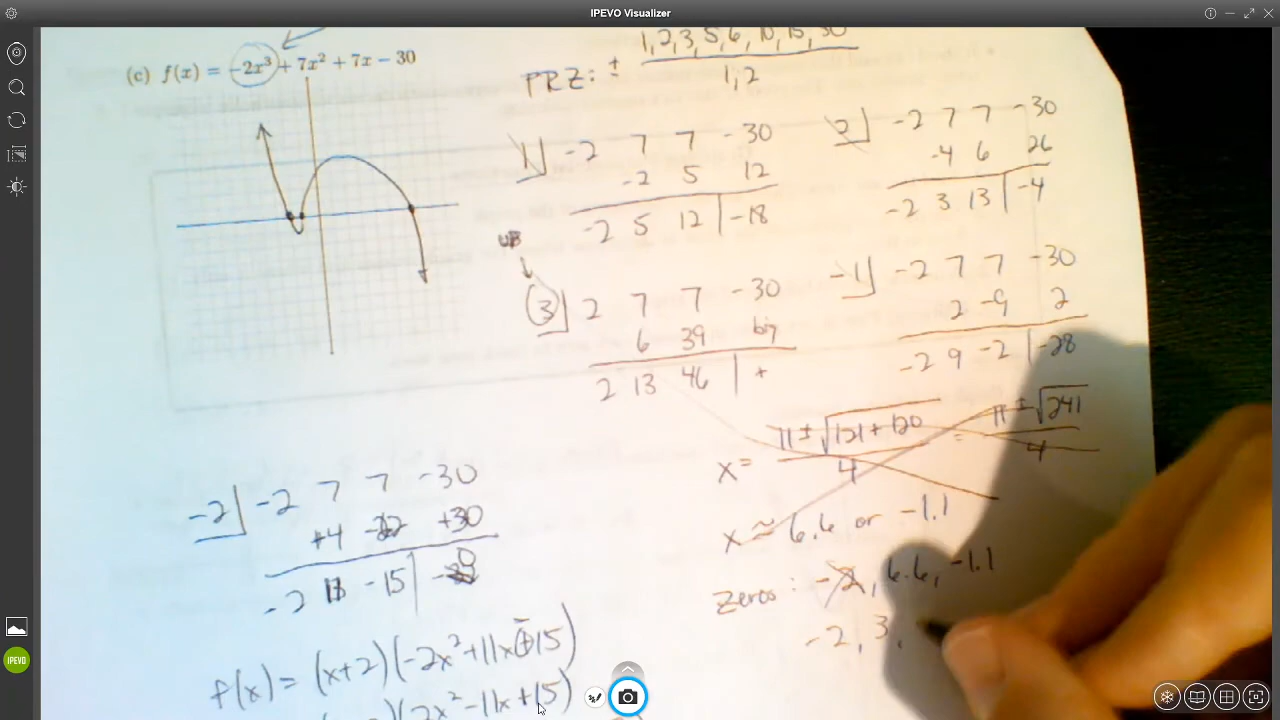 IPEVO Visualizer
(c) f(x) = -2x³ + 7x² + 7x - 30
1, 2, 3, 5, 6, 10, 15, 30
PRZ: ±
1, 2
1 -2 7 7 -30
-2 5 12
-2 5 12 -18
2 -2 7 7 -30
-4 6 26
-2 3 13 -4
UB
3 2 7 7 -30
6 39 big
2 13 46 +
-1 -2 7 7 -30
2 -9 2
-2 9 -2 -28
x = 11 ± √121 + 120 = 11 ± √241
4 4
x ≈ 6.6 or -1.1
Zeros: -2, 6.6, -1.1
-2, 3,
-2 -2 7 7 -30
+4 -22 +30
-2 11 -15 0
f(x) = (x+2)(-2x²+11x-15)
(2x²-11x+15)
IPEVO